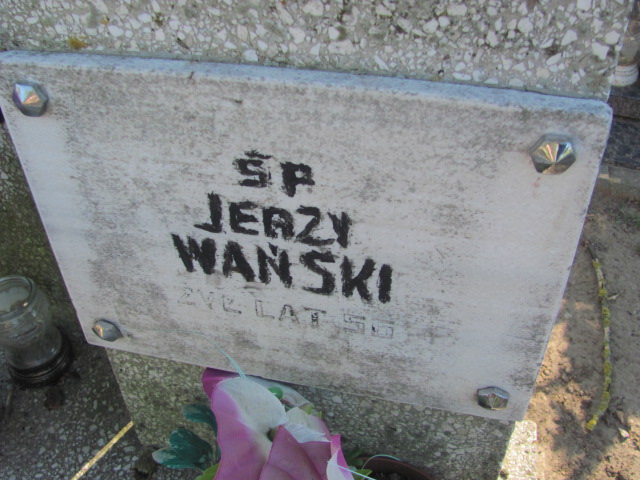 ŚP
JERZY
WAŃSKI
ŻYŁ LAT 50